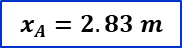 x_A = 2.83 m